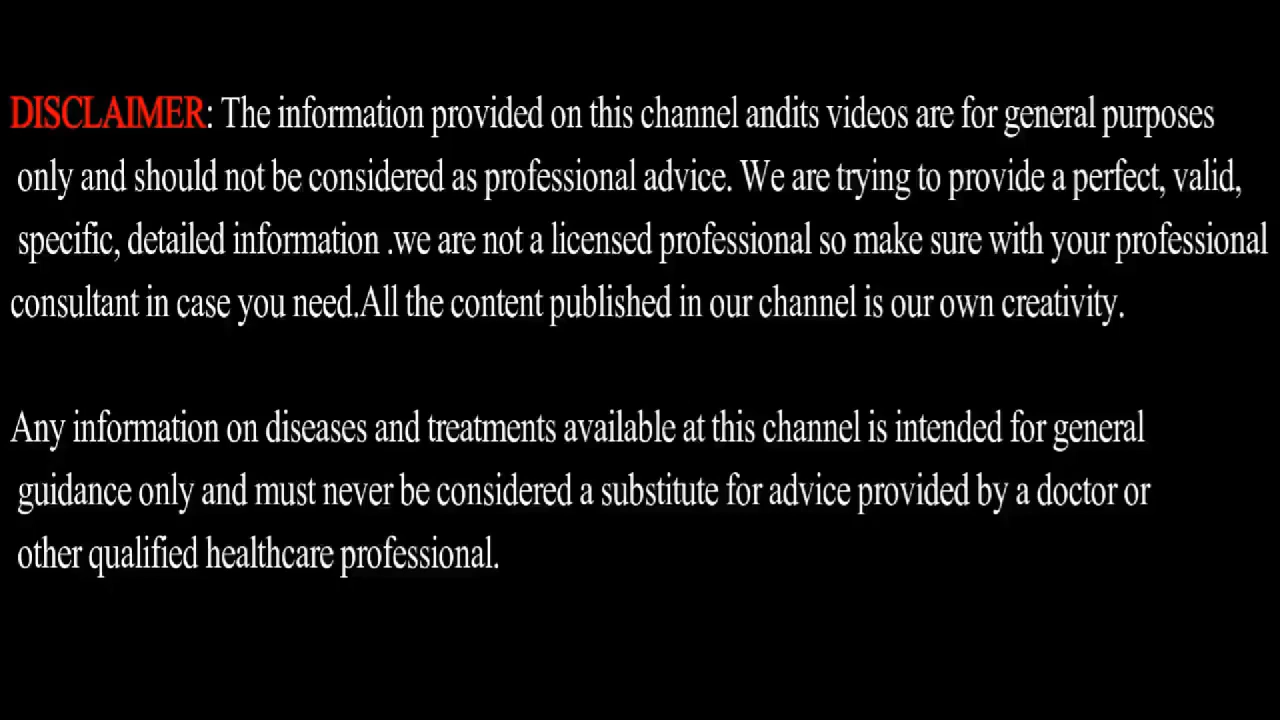 DISCLAIMER: The information provided on this channel andits videos are for general purposes
only and should not be considered as professional advice. We are trying to provide a perfect, valid,
specific, detailed information .we are not a licensed professional so make sure with your professional
consultant in case you need.All the content published in our channel is our own creativity.
Any information on diseases and treatments available at this channel is intended for general
guidance only and must never be considered a substitute for advice provided by a doctor or
other qualified healthcare professional.